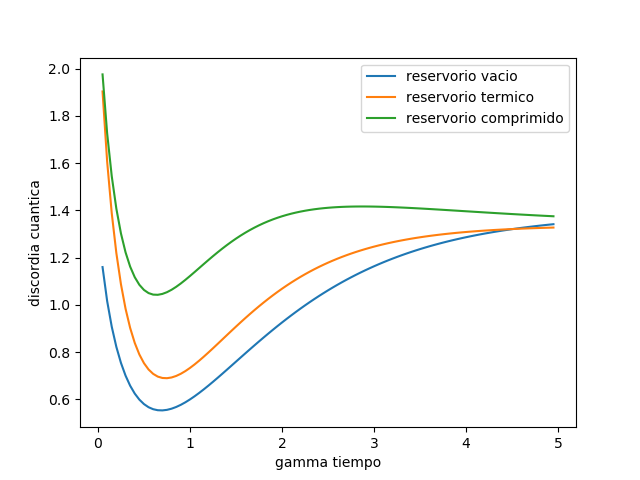 reservorio vacio
reservorio termico
reservorio comprimido
discordia cuantica
2.0
1.8
1.6
1.4
1.2
1.0
0.8
0.6
0
1
2
3
4
5
gamma tiempo